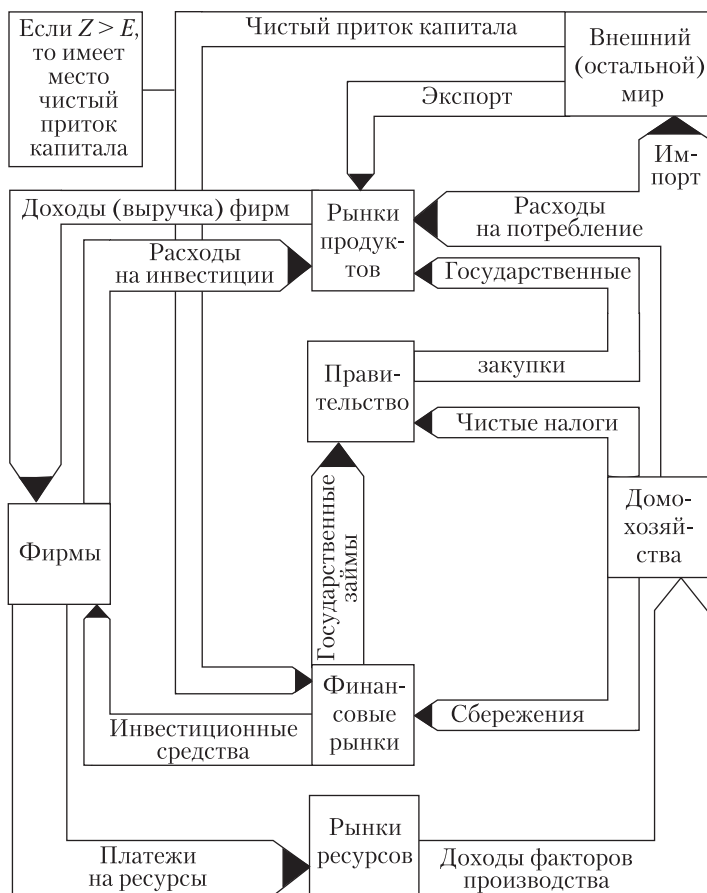 Если Z > E,
то имеет
место
чистый
приток
капитала
Чистый приток капитала
Внешний
(остальной)
мир
Экспорт
Им-
порт
Доходы (выручка) фирм
Рынки
продук-
тов
Расходы
на потребление
Расходы
на инвестиции
Государственные
закупки
Прави-
тельство
Чистые налоги
Государственные
займы
Фирмы
Домо-
хозяй-
ства
Финан-
совые
рынки
Инвестиционные
средства
Сбережения
Рынки
ресурсов
Платежи
на ресурсы
Доходы факторов
производства